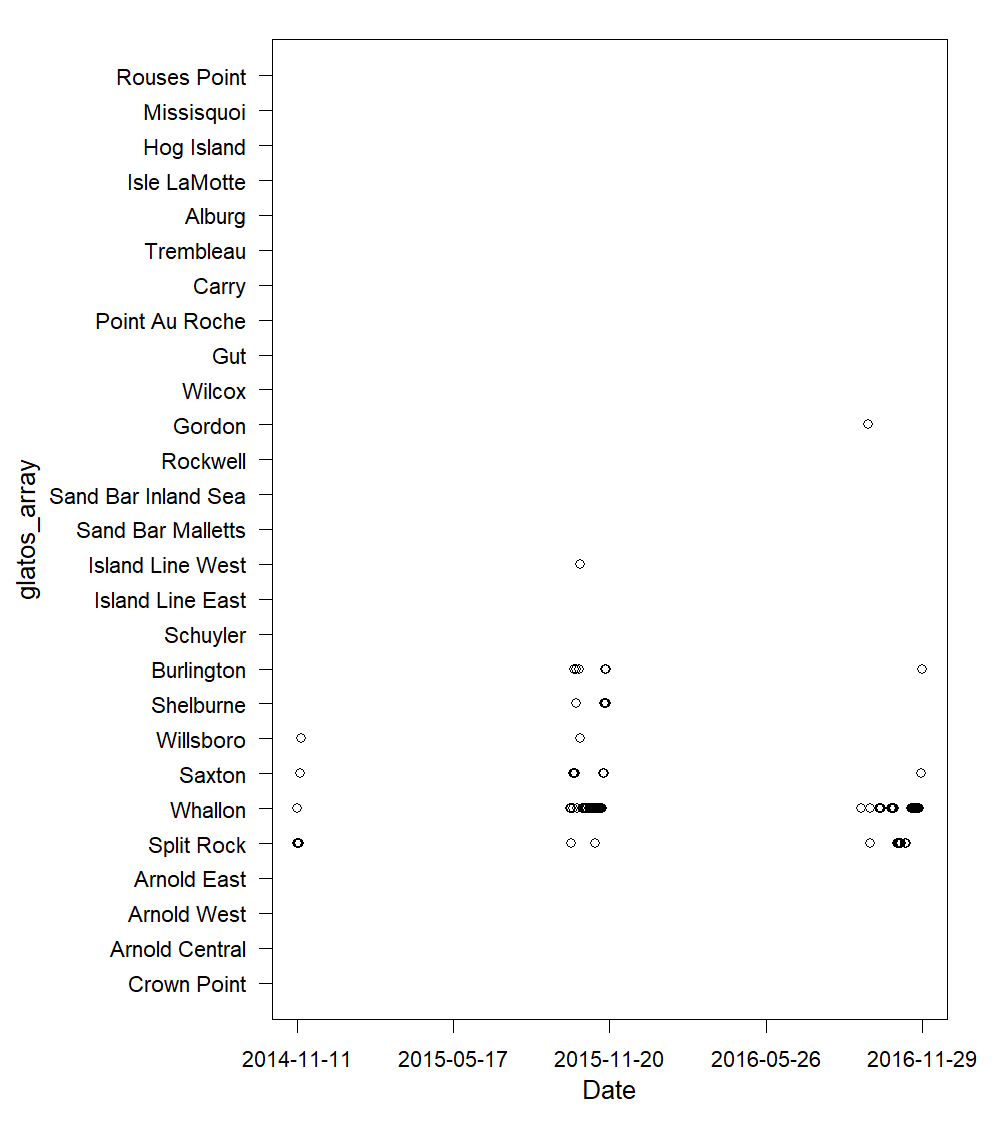 Rouses Point
Missisquoi
Hog Island
Isle LaMotte
Alburg
Trembleau
Carry
Point Au Roche
Gut
Wilcox
Gordon
Rockwell
Sand Bar Inland Sea
Sand Bar Malletts
Island Line West
Island Line East
Schuyler
Burlington
Shelburne
Willsboro
Saxton
Whallon
Split Rock
Arnold East
Arnold West
Arnold Central
Crown Point
glatos_array
2014-11-11 2015-05-17 2015-11-20 2016-05-26 2016-11-29
Date